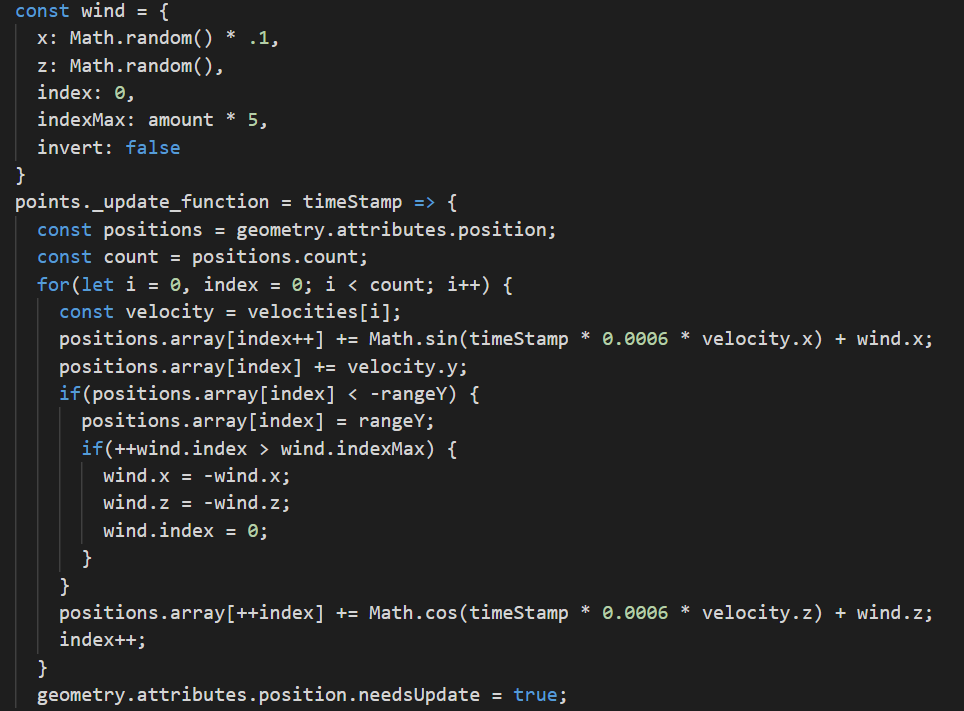 const wind = {
  x: Math.random() * .1,
  z: Math.random(),
  index: 0,
  indexMax: amount * 5,
  invert: false
}
points._update_function = timeStamp => {
  const positions = geometry.attributes.position;
  const count = positions.count;
  for(let i = 0, index = 0; i < count; i++) {
    const velocity = velocities[i];
    positions.array[index++] += Math.sin(timeStamp * 0.0006 * velocity.x) + wind.x;
    positions.array[index] += velocity.y;
    if(positions.array[index] < -rangeY) {
      positions.array[index] = rangeY;
      if(++wind.index > wind.indexMax) {
        wind.x = -wind.x;
        wind.z = -wind.z;
        wind.index = 0;
      }
    }
    positions.array[++index] += Math.cos(timeStamp * 0.0006 * velocity.z) + wind.z;
    index++;
  }
  geometry.attributes.position.needsUpdate = true;